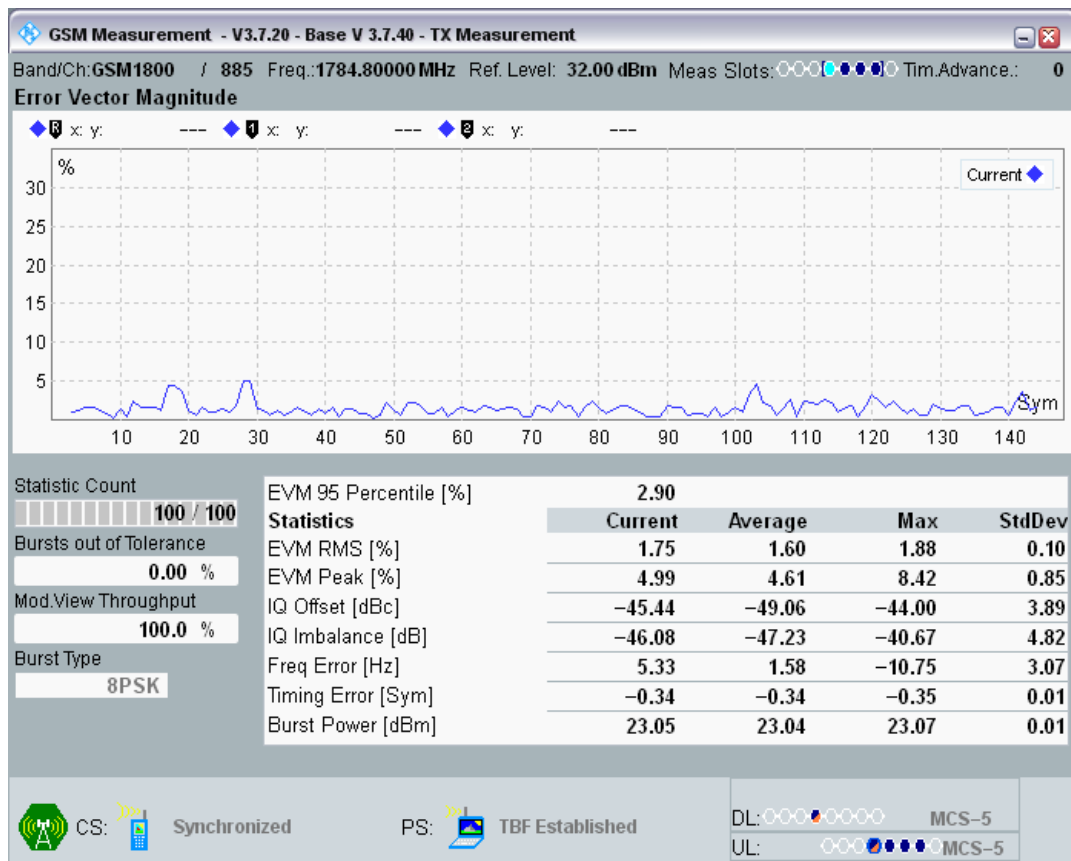 GSM Measurement - V3.7.20 - Base V 3.7.40 - TX Measurement
Band/Ch:GSM1800 / 885 Freq.:1784.80000 MHz Ref. Level: 32.00 dBm Meas Slots: Tim.Advance.: 0
Error Vector Magnitude
R x: y: --- 1 x: y: --- 2 x: y: ---
%
Current
30
25
20
15
10
5
Sym
10 20 30 40 50 60 70 80 90 100 110 120 130 140
Statistic Count
100 / 100
Bursts out of Tolerance
0.00 %
Mod.View Throughput
100.0 %
Burst Type
8PSK
EVM 95 Percentile [%] 2.90
Statistics Current Average Max StdDev
EVM RMS [%] 1.75 1.60 1.88 0.10
EVM Peak [%] 4.99 4.61 8.42 0.85
IQ Offset [dBc] −45.44 −49.06 −44.00 3.89
IQ Imbalance [dB] −46.08 −47.23 −40.67 4.82
Freq Error [Hz] 5.33 1.58 −10.75 3.07
Timing Error [Sym] −0.34 −0.34 −0.35 0.01
Burst Power [dBm] 23.05 23.04 23.07 0.01
CS: Synchronized PS: TBF Established
DL: MCS−5
UL: MCS−5